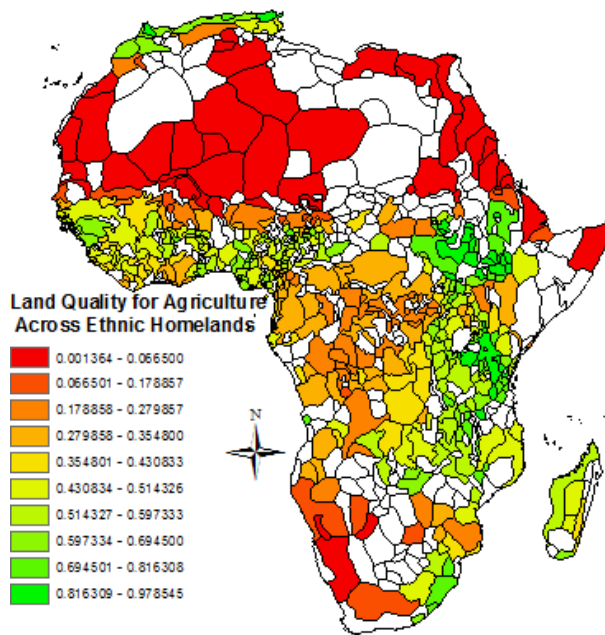 Land Quality for Agriculture
Across Ethnic Homelands
0.001364 - 0.066500
0.066501 - 0.178857
0.178858 - 0.279857
0.279858 - 0.354800
0.354801 - 0.430833
0.430834 - 0.514326
0.514327 - 0.597333
0.597334 - 0.694500
0.694501 - 0.816308
0.816309 - 0.978545
N